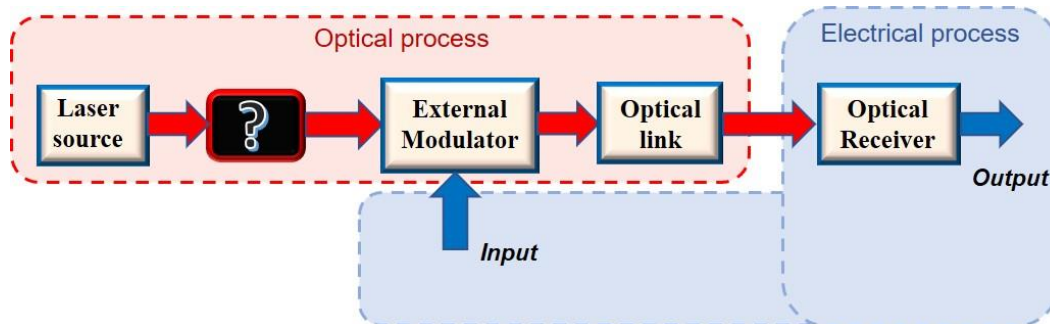 Optical process
Electrical process
Laser
source
?
External
Modulator
Optical
link
Optical
Receiver
Output
Input